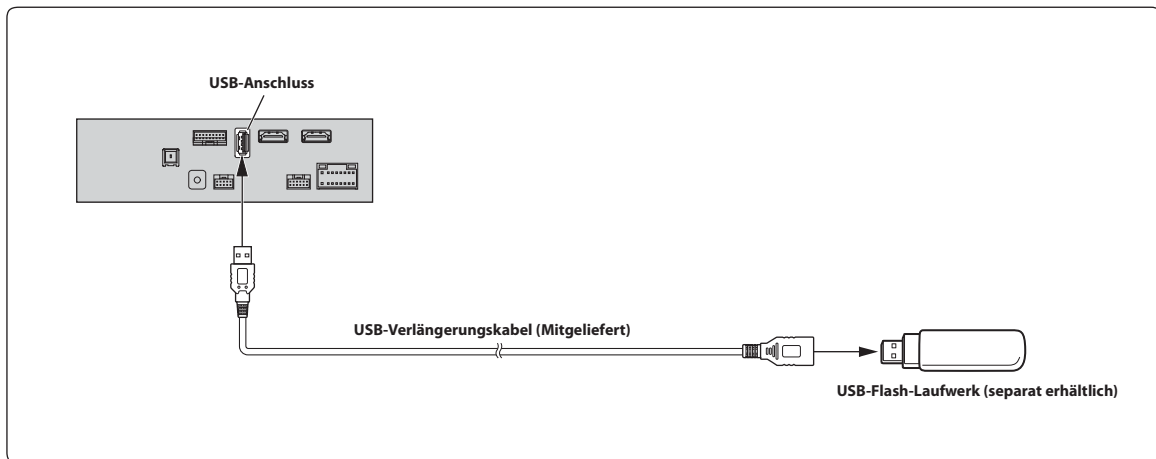 USB-Anschluss
USB-Verlängerungskabel (Mitgeliefert)
USB-Flash-Laufwerk (separat erhältlich)